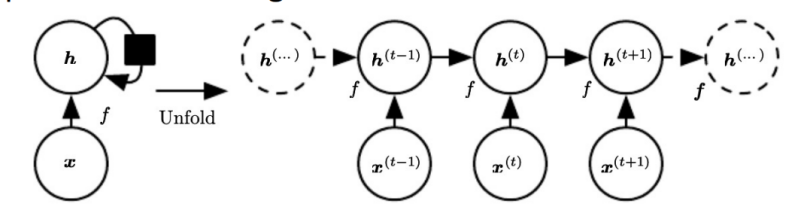 h h^(...) h^(t-1) h^(t) h^(t+1) h^(...)
f f f f f
Unfold
x x^(t-1) x^(t) x^(t+1)